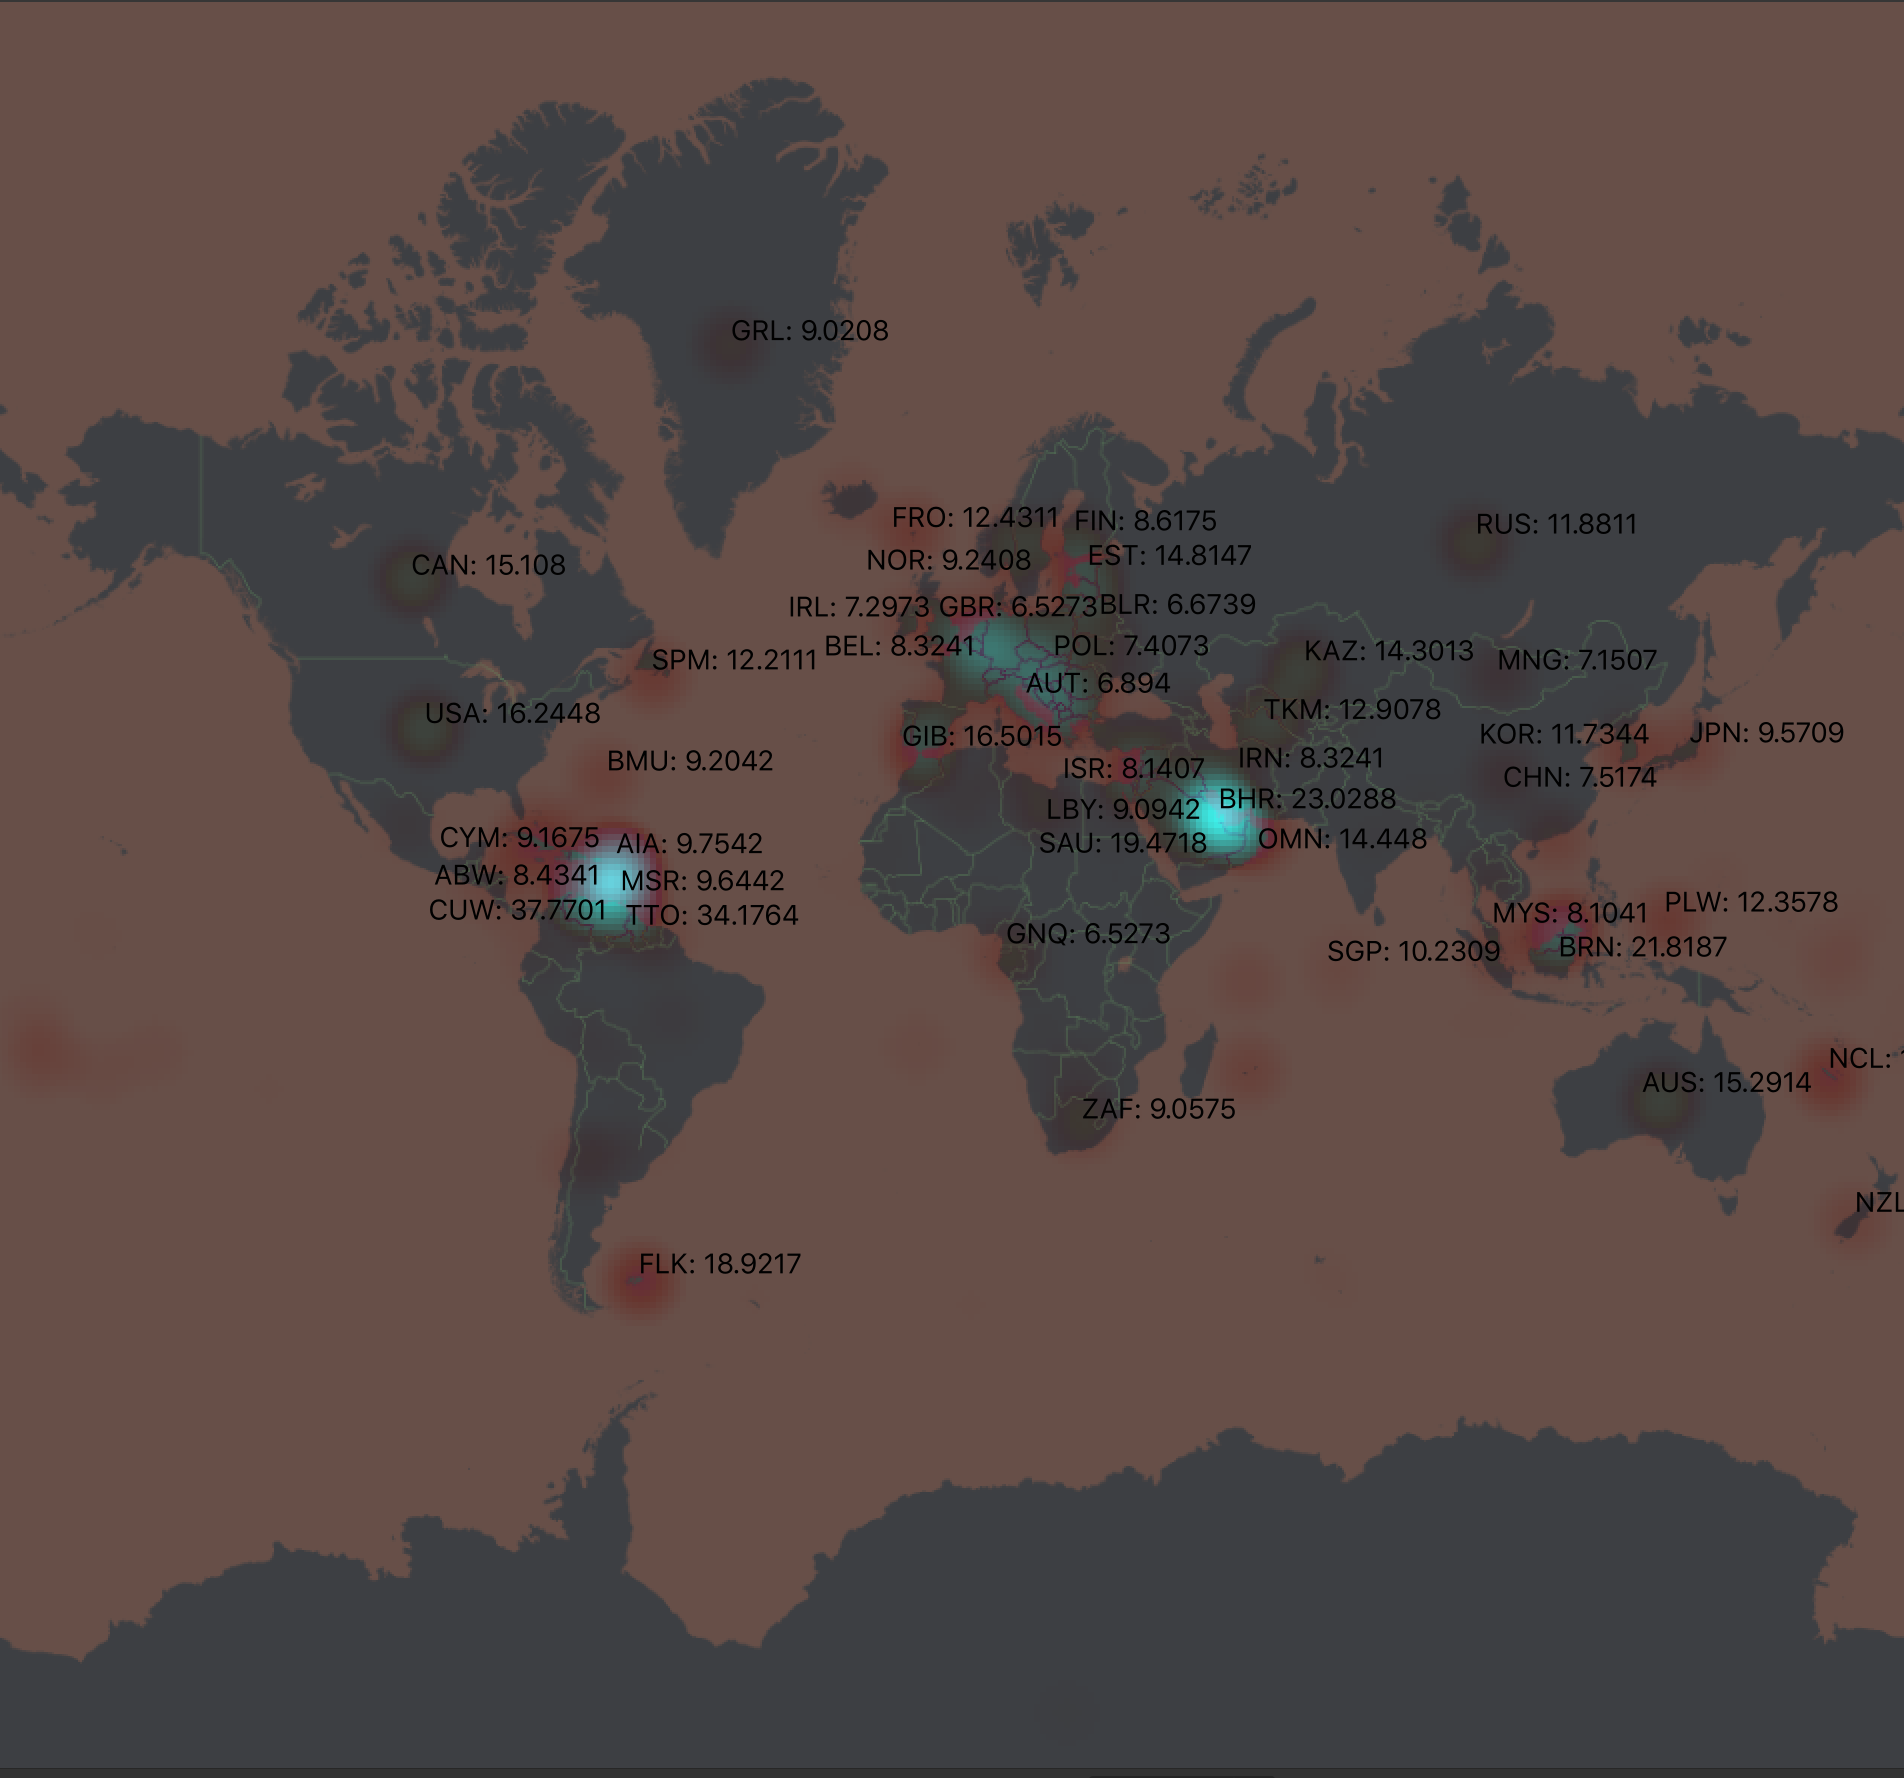 GRL: 9.0208
FRO: 12.4311
FIN: 8.6175
RUS: 11.8811
NOR: 9.2408
EST: 14.8147
CAN: 15.108
IRL: 7.2973
GBR: 6.5273
BLR: 6.6739
BEL: 8.3241
POL: 7.4073
KAZ: 14.3013
MNG: 7.1507
SPM: 12.2111
AUT: 6.894
USA: 16.2448
TKM: 12.9078
GIB: 16.5015
KOR: 11.7344
JPN: 9.5709
BMU: 9.2042
ISR: 8.1407
IRN: 8.3241
CHN: 7.5174
LBY: 9.0942
BHR: 23.0288
CYM: 9.1675
AIA: 9.7542
SAU: 19.4718
OMN: 14.448
ABW: 8.4341
MSR: 9.6442
CUW: 37.7701
TTO: 34.1764
MYS: 8.1041
PLW: 12.3578
GNQ: 6.5273
SGP: 10.2309
BRN: 21.8187
NCL:
AUS: 15.2914
ZAF: 9.0575
NZL
FLK: 18.9217